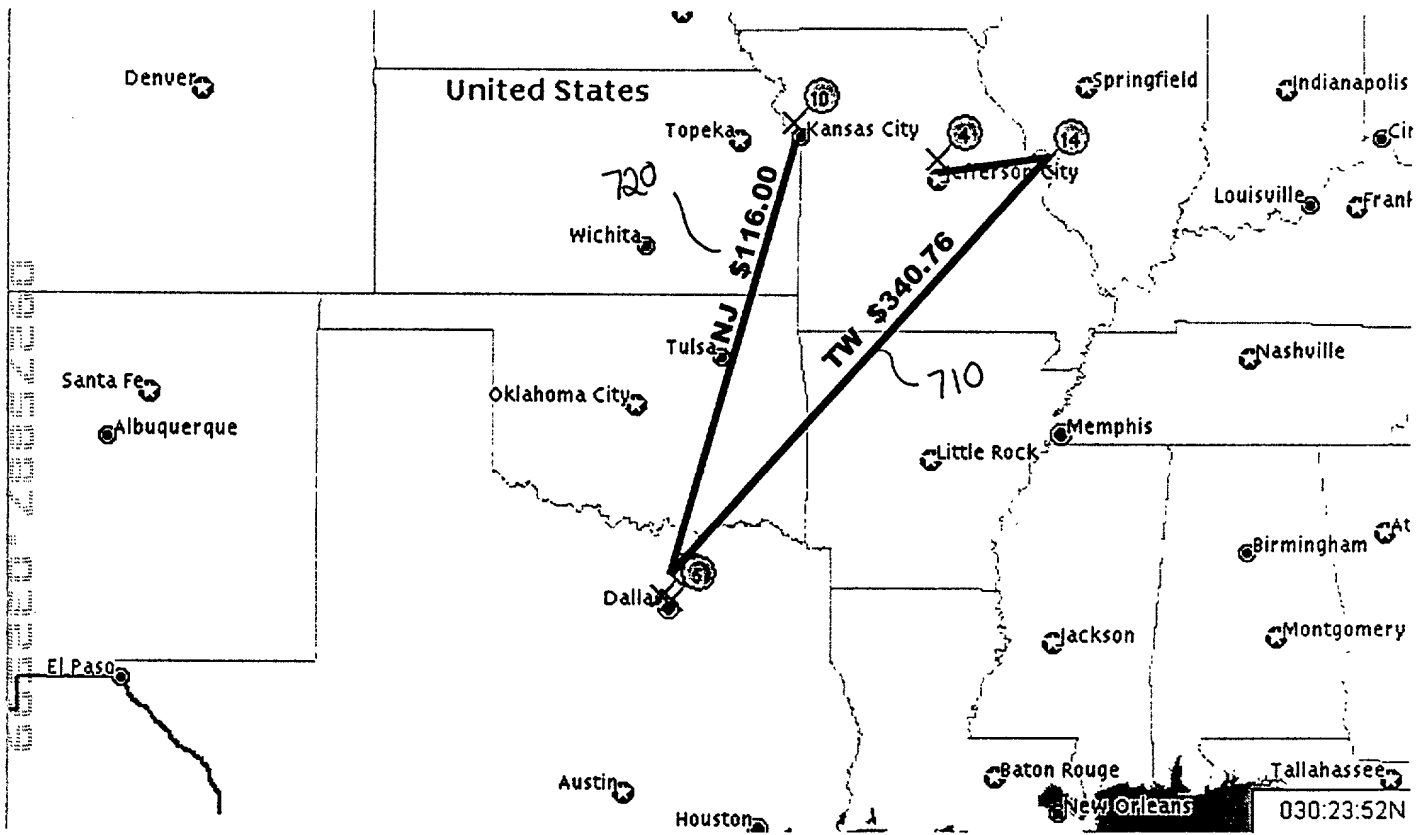 Denver
United States
10
Springfield
Indianapolis
Topeka
Kansas City
4
14
Jefferson City
720
$116.00
Louisville
Wichita
NJ
TW $340.76
Tulsa
710
Nashville
Santa Fe
Oklahoma City
Albuquerque
Memphis
Little Rock
Birmingham
5
Dallas
Jackson
Montgomery
El Paso
Austin
Baton Rouge
Tallahassee
New Orleans
030:23:52N
Houston